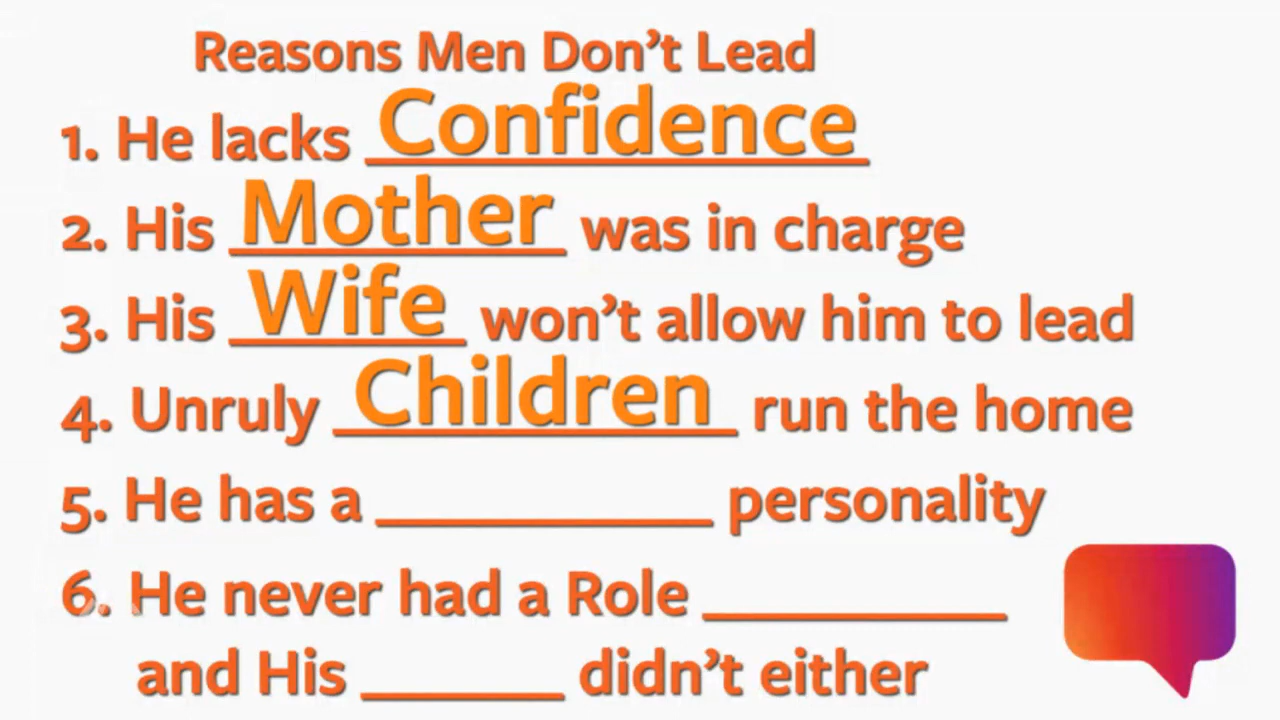 Reasons Men Don't Lead
1. He lacks Confidence
2. His Mother was in charge
3. His Wife won't allow him to lead
4. Unruly Children run the home
5. He has a __________ personality
6. He never had a Role _________
and His ______ didn't either